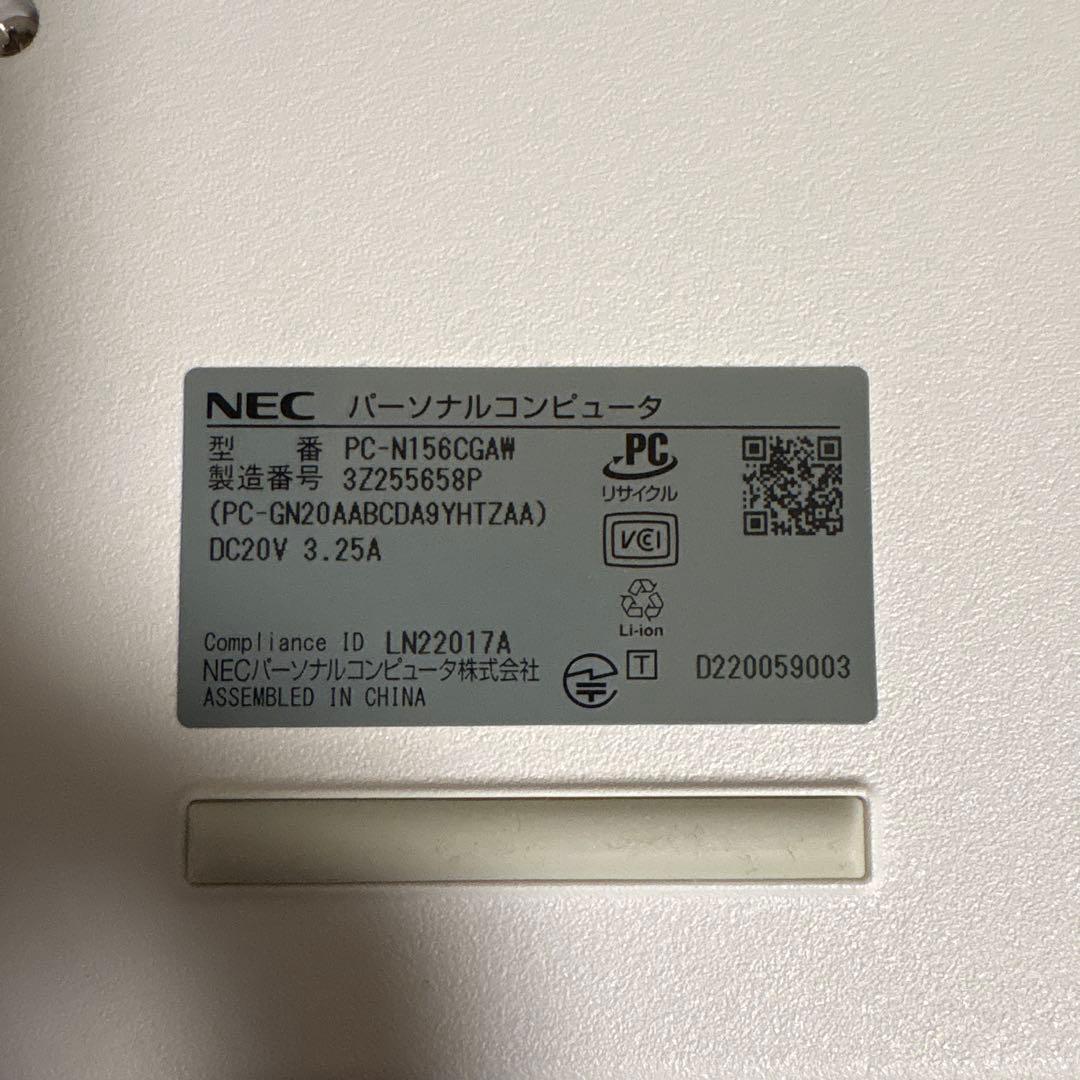 NEC パーソナルコンピュータ
型 番 PC-N156CGAW
製造番号 3Z255658P
(PC-GN20AABCDA9YHTZAA)
DC20V 3.25A
PC
リサイクル
VCI
Li-ion
Compliance ID LN22017A
NECパーソナルコンピュータ株式会社
ASSEMBLED IN CHINA
T
D220059003